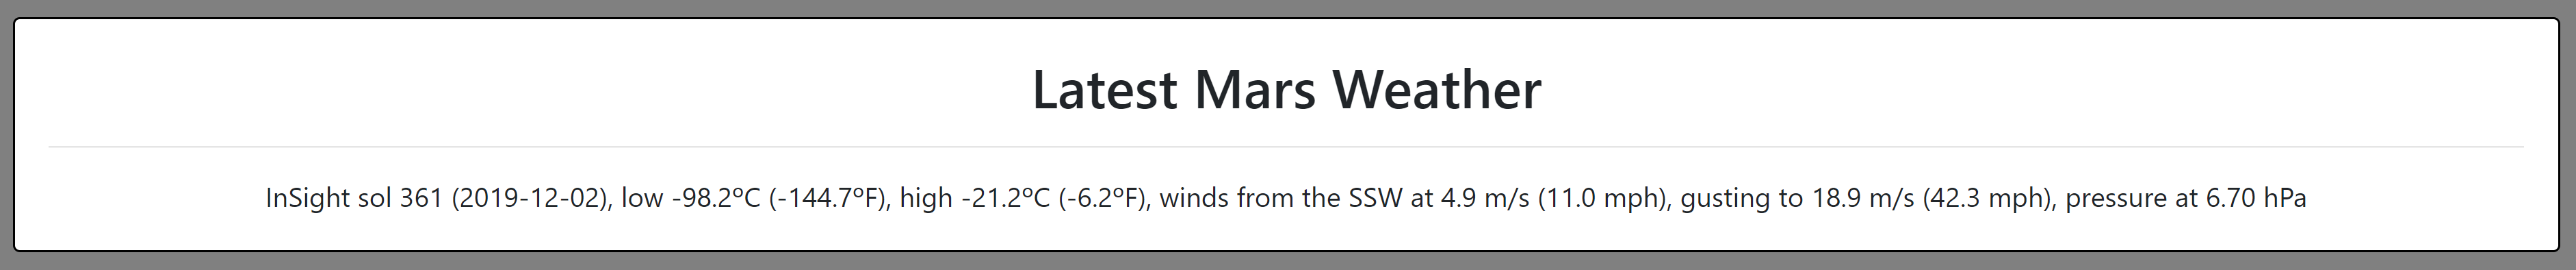 Latest Mars Weather
InSight sol 361 (2019-12-02), low -98.2ºC (-144.7ºF), high -21.2ºC (-6.2ºF), winds from the SSW at 4.9 m/s (11.0 mph), gusting to 18.9 m/s (42.3 mph), pressure at 6.70 hPa